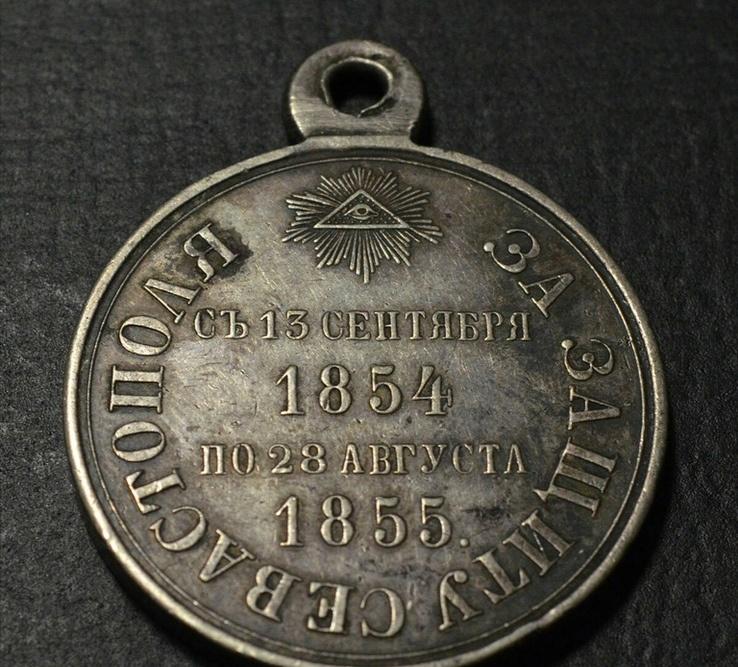 ЗА ЗАЩИТУ СЕВАСТОПОЛЯ
СЪ 13 СЕНТЯБРЯ
1854
ПО 28 АВГУСТА
1855.